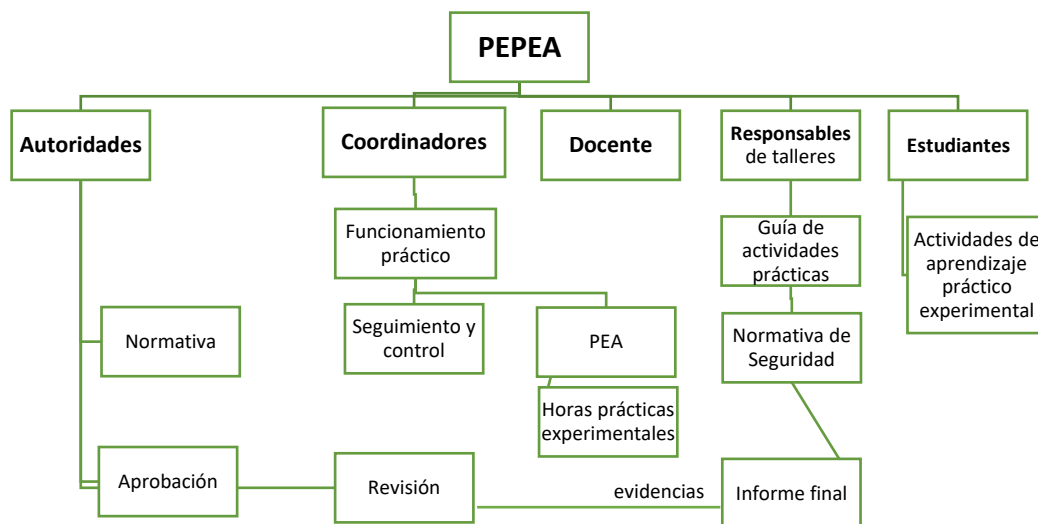 PEPEA
Autoridades
Coordinadores
Docente
Responsables
de talleres
Estudiantes
Funcionamiento
práctico
Guía de
actividades
prácticas
Actividades de
aprendizaje
práctico
experimental
Normativa
Seguimiento y
control
PEA
Normativa de
Seguridad
Horas prácticas
experimentales
Aprobación
Revisión
evidencias
Informe final